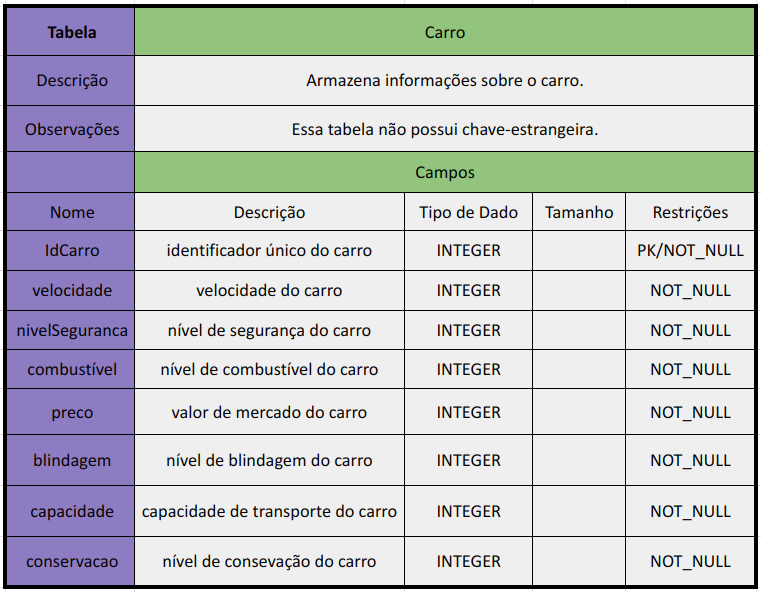 Tabela Carro
Descrição Armazena informações sobre o carro.
Observações Essa tabela não possui chave-estrangeira.
Campos
Nome Descrição Tipo de Dado Tamanho Restrições
IdCarro identificador único do carro INTEGER PK/NOT_NULL
velocidade velocidade do carro INTEGER NOT_NULL
nivelSeguranca nível de segurança do carro INTEGER NOT_NULL
combustível nível de combustível do carro INTEGER NOT_NULL
preco valor de mercado do carro INTEGER NOT_NULL
blindagem nível de blindagem do carro INTEGER NOT_NULL
capacidade capacidade de transporte do carro INTEGER NOT_NULL
conservacao nível de consevação do carro INTEGER NOT_NULL